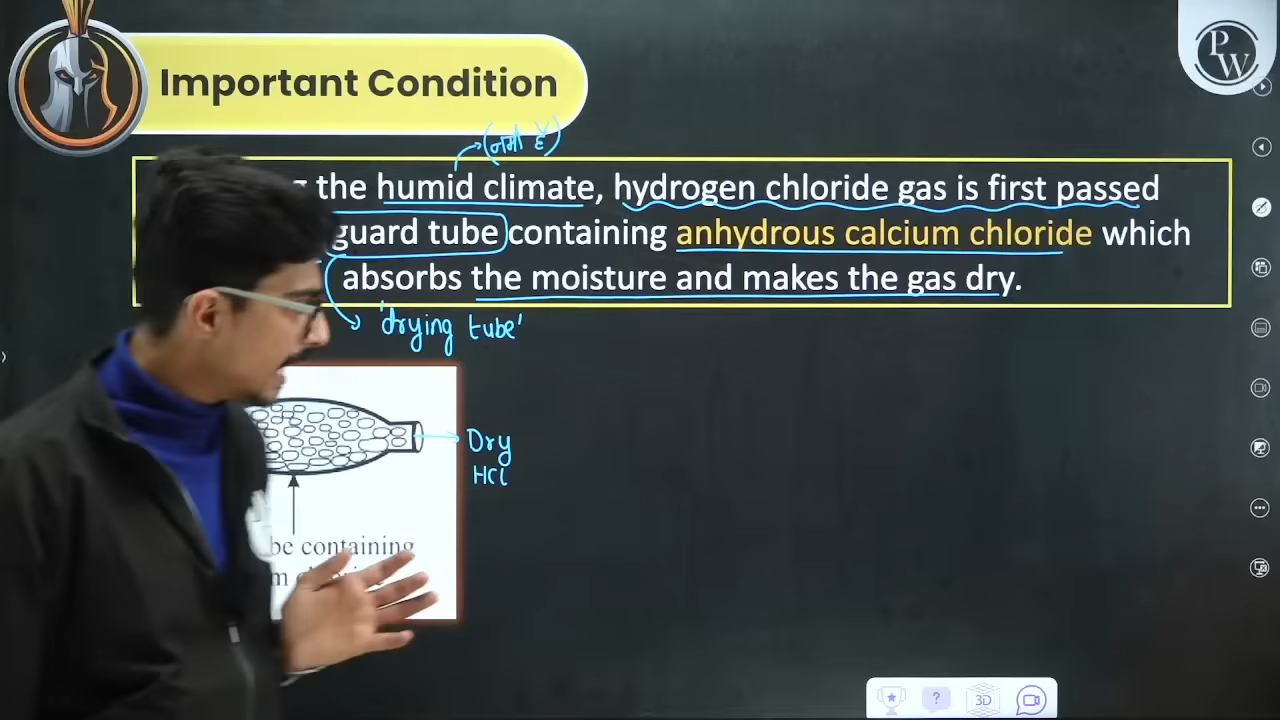 Important Condition
PW
(नमी है)
the humid climate, hydrogen chloride gas is first passed
guard tube containing anhydrous calcium chloride which
absorbs the moisture and makes the gas dry.
'drying tube'
Dry
HCl
be containing
3D